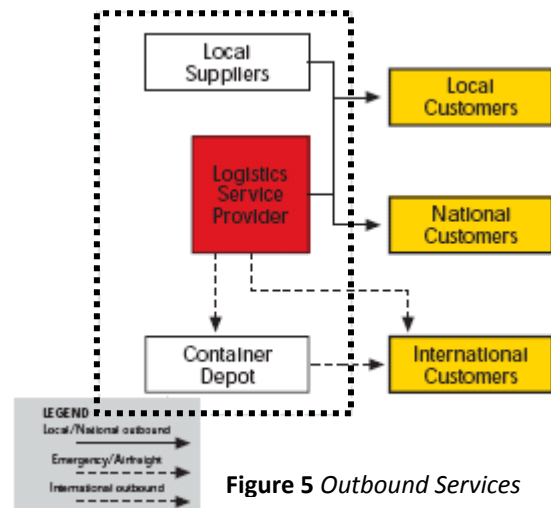 Local
Suppliers
Local
Customers
Logistics
Service
Provider
National
Customers
Container
Depot
International
Customers
LEGEND
Local/National outbound
Emergency/Airfreight
International outbound
Figure 5 Outbound Services